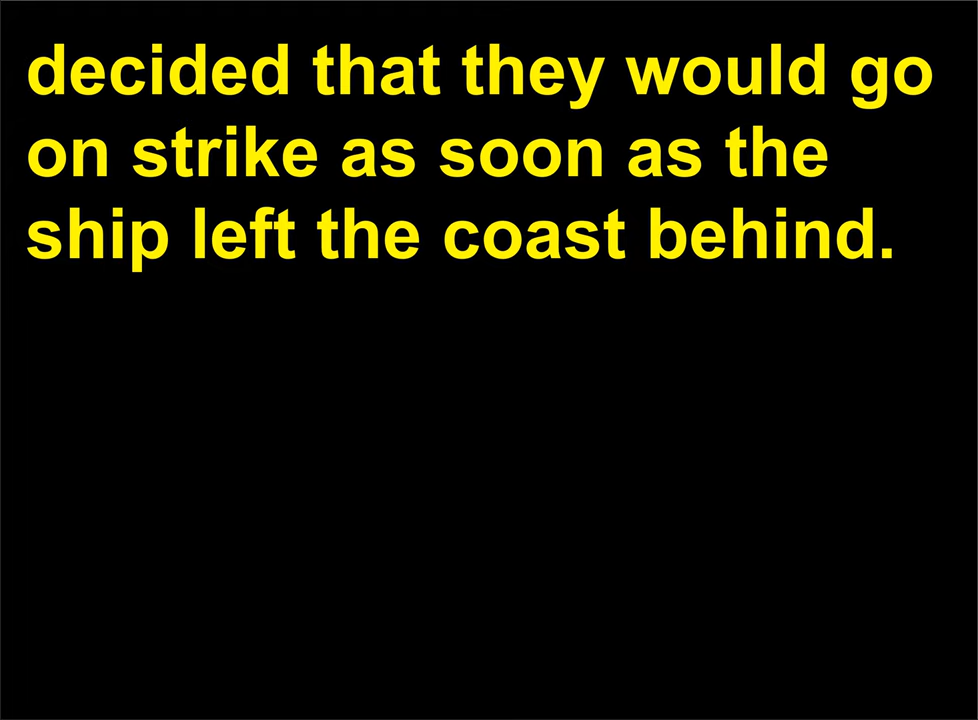 decided that they would go
on strike as soon as the
ship left the coast behind.